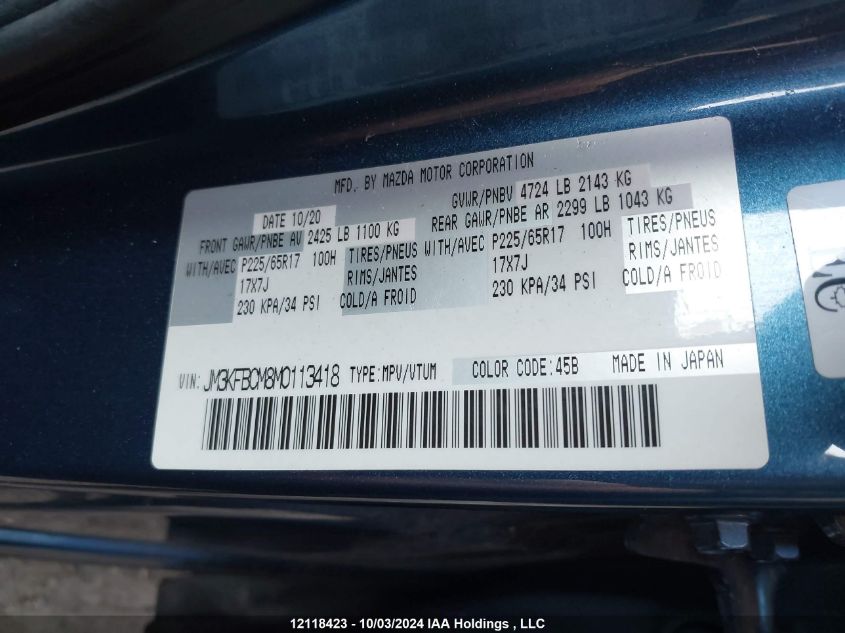 MFD. BY MAZDA MOTOR CORPORATION
DATE 10/20 GVWR/PNBV 4724 LB 2143 KG
FRONT GAWR/PNBE AV 2425 LB 1100 KG REAR GAWR/PNBE AR 2299 LB 1043 KG
WITH/AVEC P225/65R17 100H TIRES/PNEUS WITH/AVEC P225/65R17 100H TIRES/PNEUS
17X7J RIMS/JANTES 17X7J RIMS/JANTES
230 KPA/34 PSI COLD/A FROID 230 KPA/34 PSI COLD/A FROID
VIN: JM3KFBCM8M0113418 TYPE:MPV/VTUM COLOR CODE:45B MADE IN JAPAN
12118423 - 10/03/2024 IAA Holdings , LLC